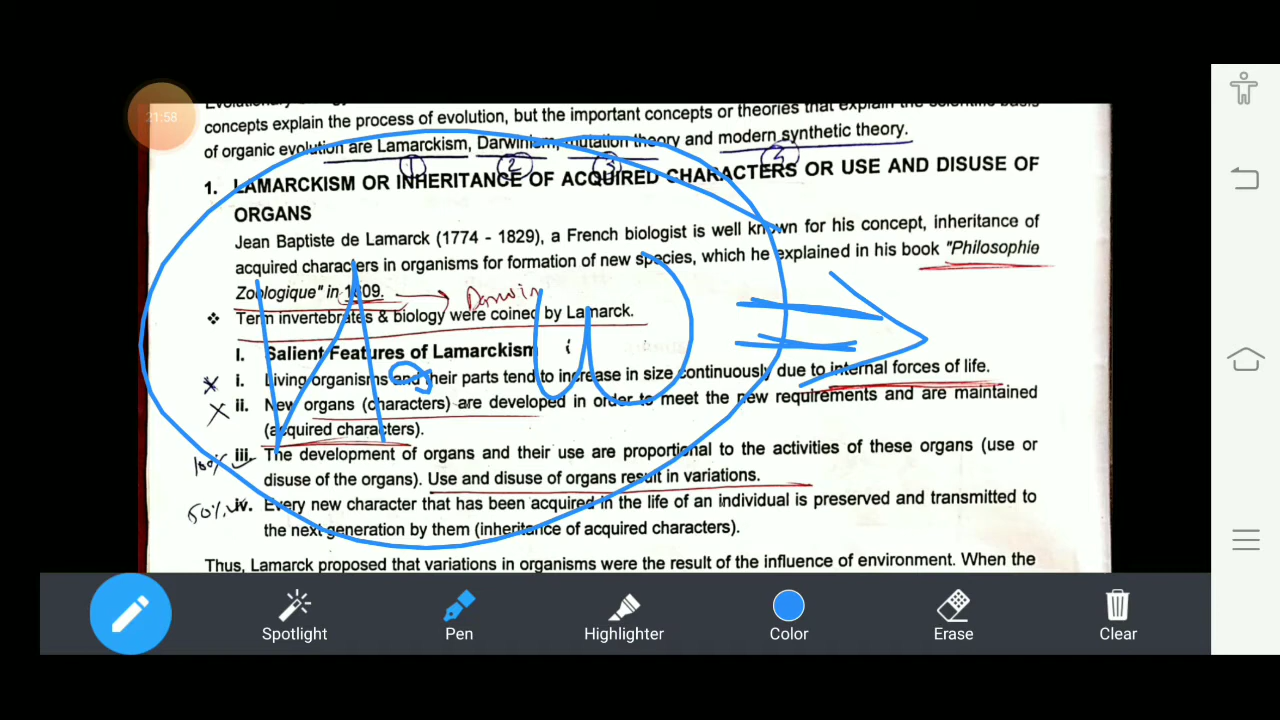 21:58
concepts explain the process of evolution, but the important concepts or theories that explain the scientific basis
of organic evolution are Lamarckism, Darwinism, mutation theory and modern synthetic theory.
1 2 3
1. LAMARCKISM OR INHERITANCE OF ACQUIRED CHARACTERS OR USE AND DISUSE OF
ORGANS
Jean Baptiste de Lamarck (1774 - 1829), a French biologist is well known for his concept, inheritance of
acquired characters in organisms for formation of new species, which he explained in his book "Philosophie
Zoologique" in 1809. Darwin
❖ Term invertebrates & biology were coined by Lamarck.
I. Salient Features of Lamarckism
i. Living organisms and their parts tend to increase in size continuously due to internal forces of life.
ii. New organs (characters) are developed in order to meet the new requirements and are maintained
(acquired characters).
iii. The development of organs and their use are proportional to the activities of these organs (use or
disuse of the organs). Use and disuse of organs result in variations.
50% iv. Every new character that has been acquired in the life of an individual is preserved and transmitted to
the next generation by them (inheritance of acquired characters).
Thus, Lamarck proposed that variations in organisms were the result of the influence of environment. When the
Spotlight Pen Highlighter Color Erase Clear